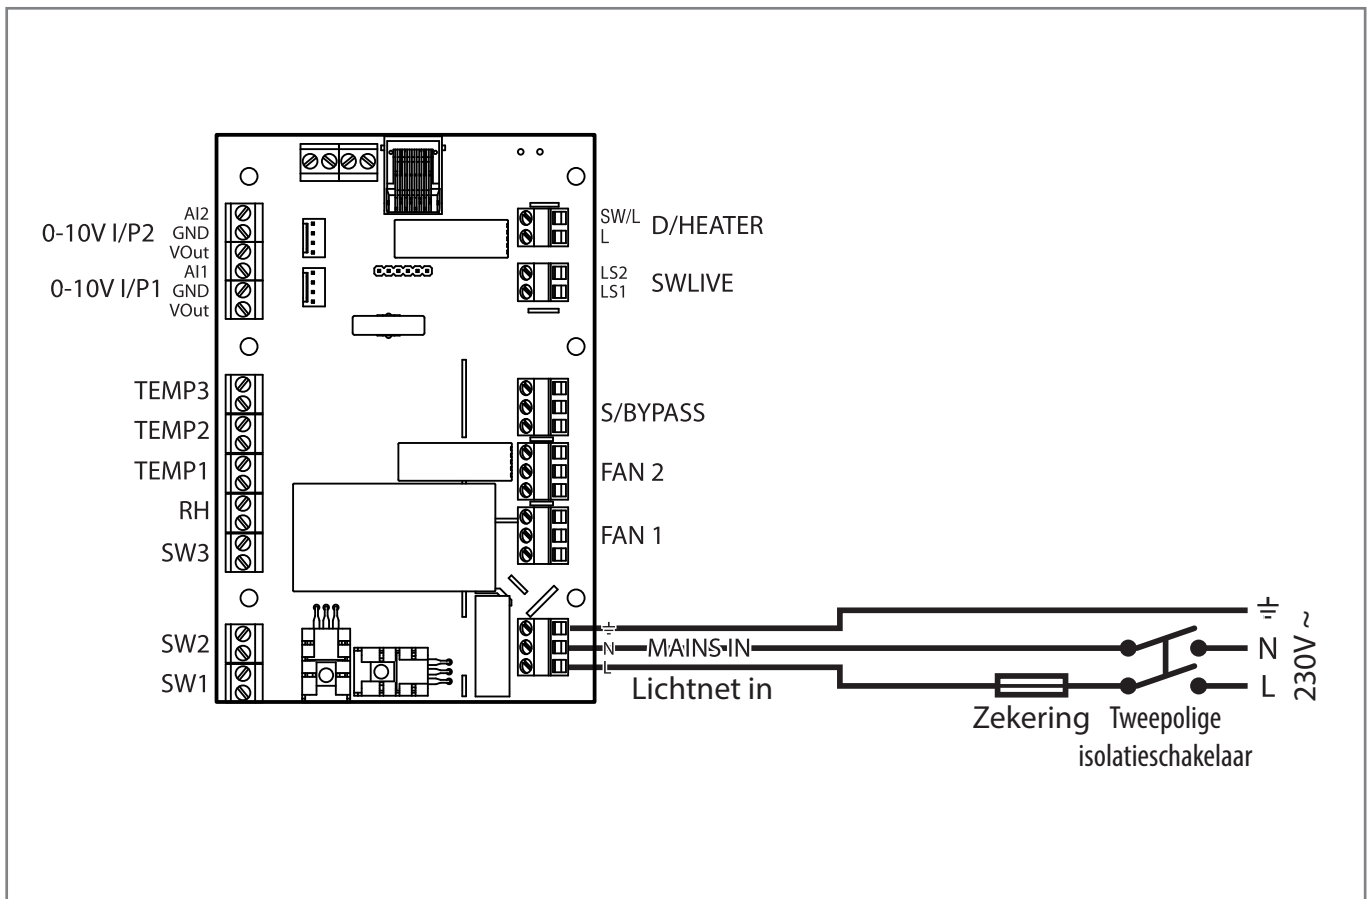 AI2
0-10V I/P2
GND
VOut
AI1
0-10V I/P1
GND
VOut
TEMP3
TEMP2
TEMP1
RH
SW3
SW2
SW1
SW/L
D/HEATER
L
LS2
SWLIVE
LS1
S/BYPASS
FAN 2
FAN 1
N
MAINS IN
L
Lichtnet in
Zekering
Tweepolige
isolatieschakelaar
N
L
230V ~